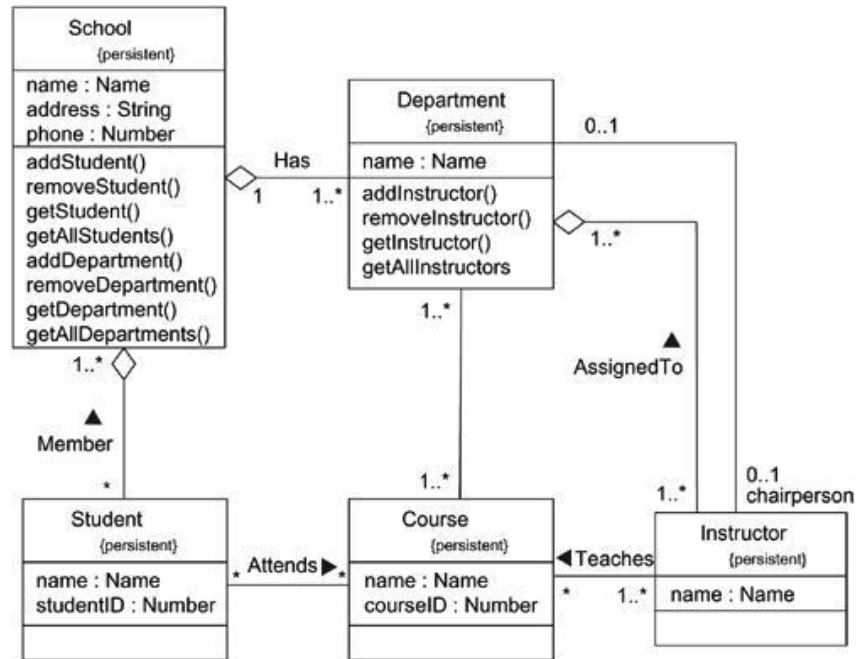 School
{persistent}
name : Name
address : String
phone : Number
addStudent()
removeStudent()
getStudent()
getAllStudents()
addDepartment()
removeDepartment()
getDepartment()
getAllDepartments()
Has
1
1..*
Department
{persistent}
name : Name
addInstructor()
removeInstructor()
getInstructor()
getAllInstructors
0..1
1..*
1..*
1..*
▲
Member
*
▲
AssignedTo
1..*
1..*
0..1
chairperson
Student
{persistent}
name : Name
studentID : Number
* Attends▶ *
Course
{persistent}
name : Name
courseID : Number
◀Teaches
* 1..*
Instructor
{persistent}
name : Name